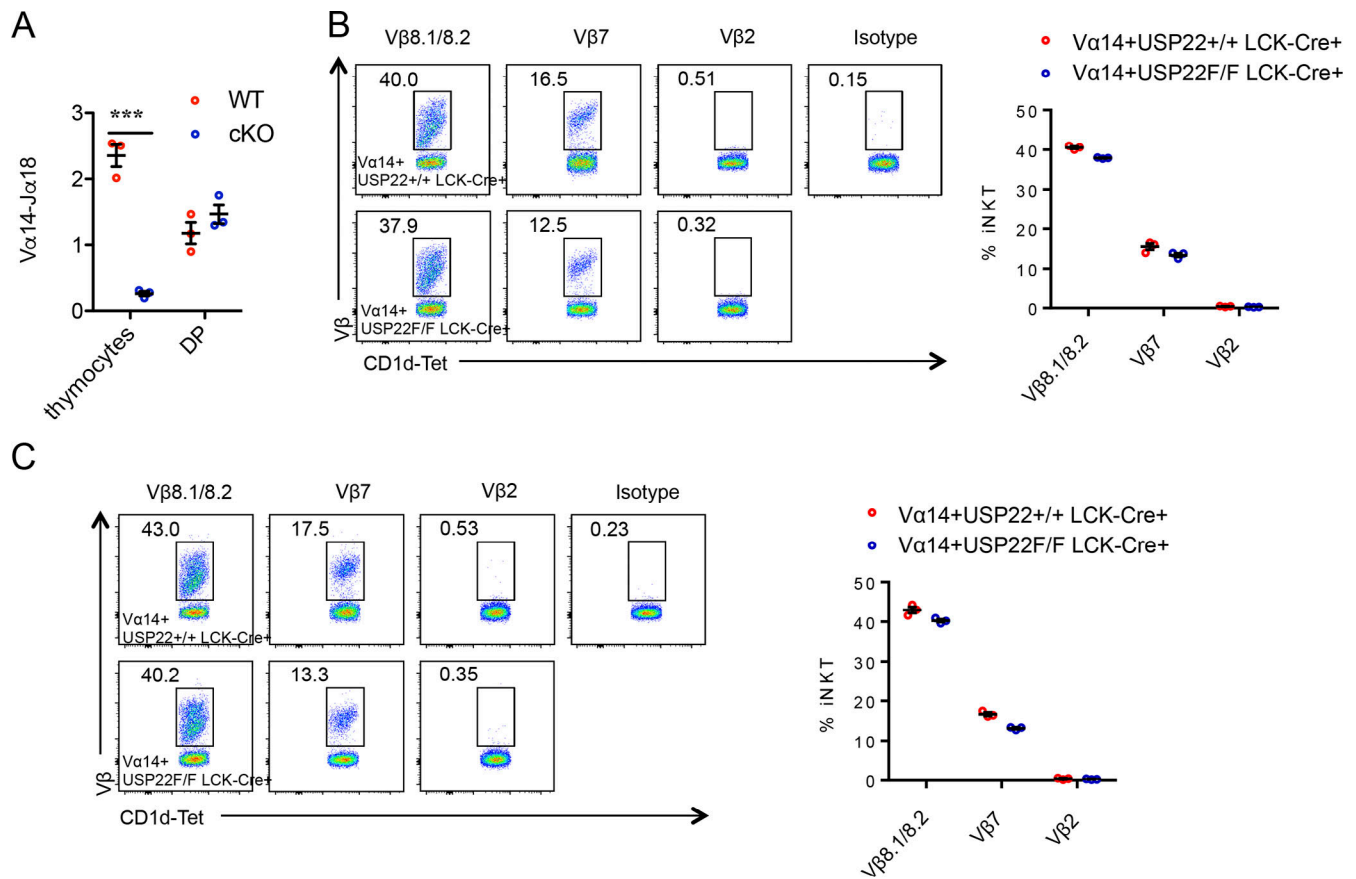 A
WT
cKO
***
3
2
1
0
Vα14-Jα18
thymocytes
DP
B
Vβ8.1/8.2
Vβ7
Vβ2
Isotype
40.0
16.5
0.51
0.15
Vα14+
USP22+/+ LCK-Cre+
37.9
12.5
0.32
Vα14+
USP22F/F LCK-Cre+
Vβ
CD1d-Tet
Vα14+USP22+/+ LCK-Cre+
Vα14+USP22F/F LCK-Cre+
50
40
30
20
10
0
% iNKT
Vβ8.1/8.2
Vβ7
Vβ2
C
Vβ8.1/8.2
Vβ7
Vβ2
Isotype
43.0
17.5
0.53
0.23
Vα14+
USP22+/+ LCK-Cre+
40.2
13.3
0.35
Vα14+
USP22F/F LCK-Cre+
Vβ
CD1d-Tet
Vα14+USP22+/+ LCK-Cre+
Vα14+USP22F/F LCK-Cre+
50
40
30
20
10
0
% iNKT
Vβ8.1/8.2
Vβ7
Vβ2